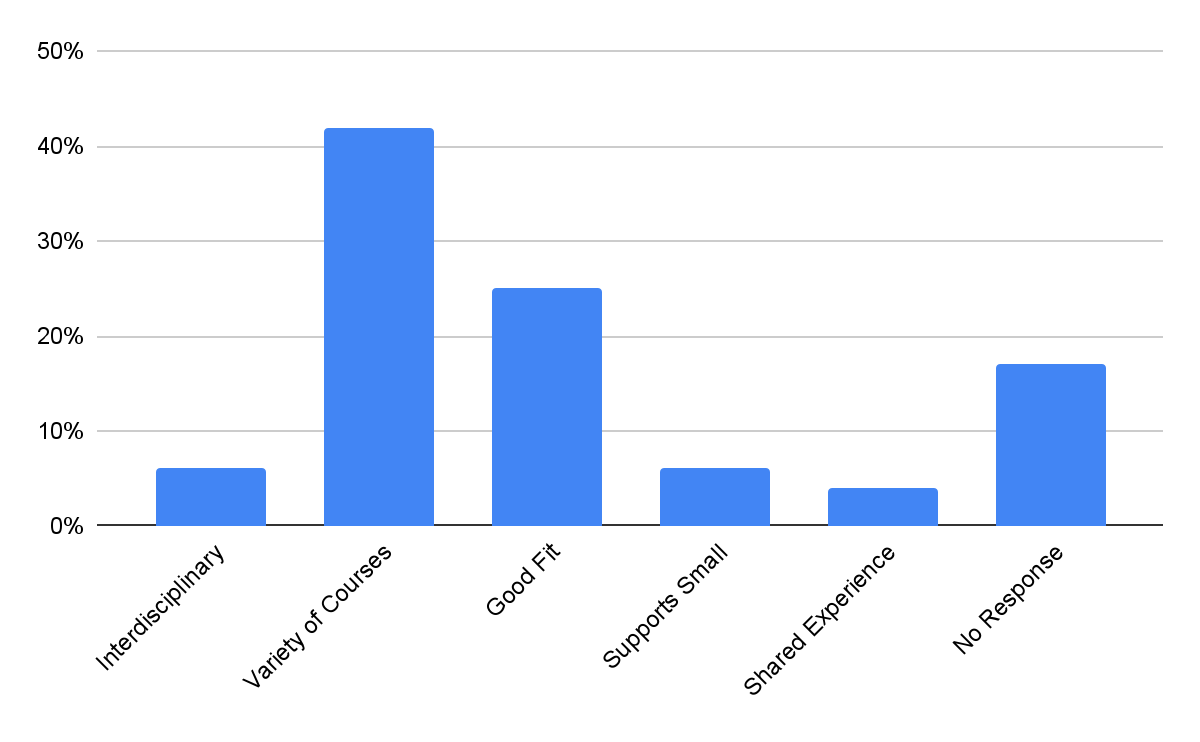 50%
40%
30%
20%
10%
0%
Interdisciplinary
Variety of Courses
Good Fit
Supports Small
Shared Experience
No Response